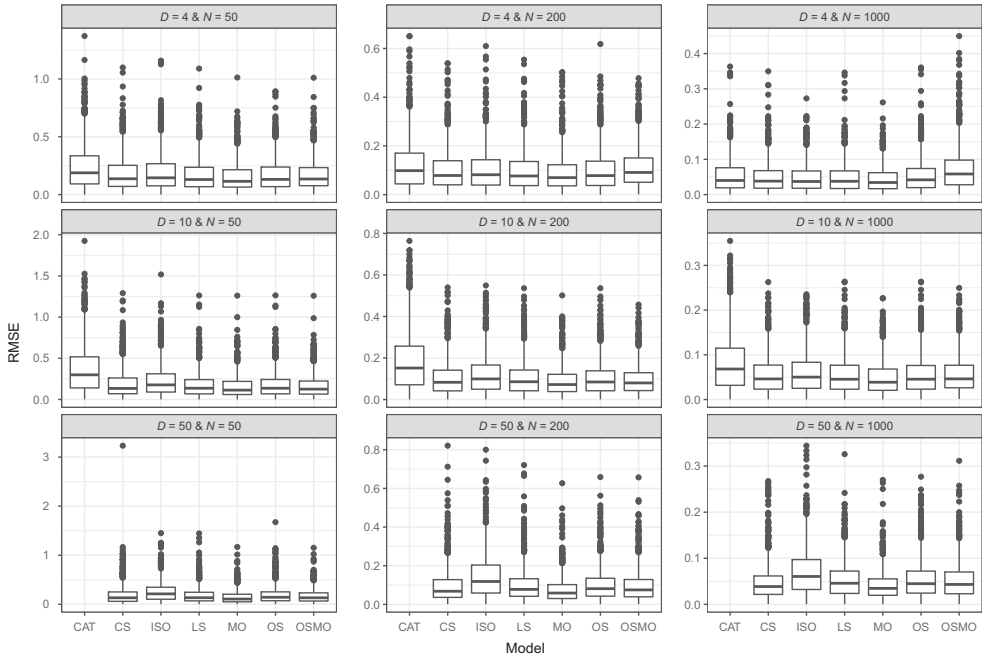 D = 4 & N = 50
D = 4 & N = 200
D = 4 & N = 1000
1.0
0.5
0.0
0.6
0.4
0.2
0.0
0.4
0.3
0.2
0.1
0.0
D = 10 & N = 50
D = 10 & N = 200
D = 10 & N = 1000
2.0
1.5
1.0
0.5
0.0
0.8
0.6
0.4
0.2
0.0
0.3
0.2
0.1
0.0
RMSE
D = 50 & N = 50
D = 50 & N = 200
D = 50 & N = 1000
3
2
1
0
0.8
0.6
0.4
0.2
0.0
0.3
0.2
0.1
0.0
CAT CS ISO LS MO OS OSMO
CAT CS ISO LS MO OS OSMO
CAT CS ISO LS MO OS OSMO
Model